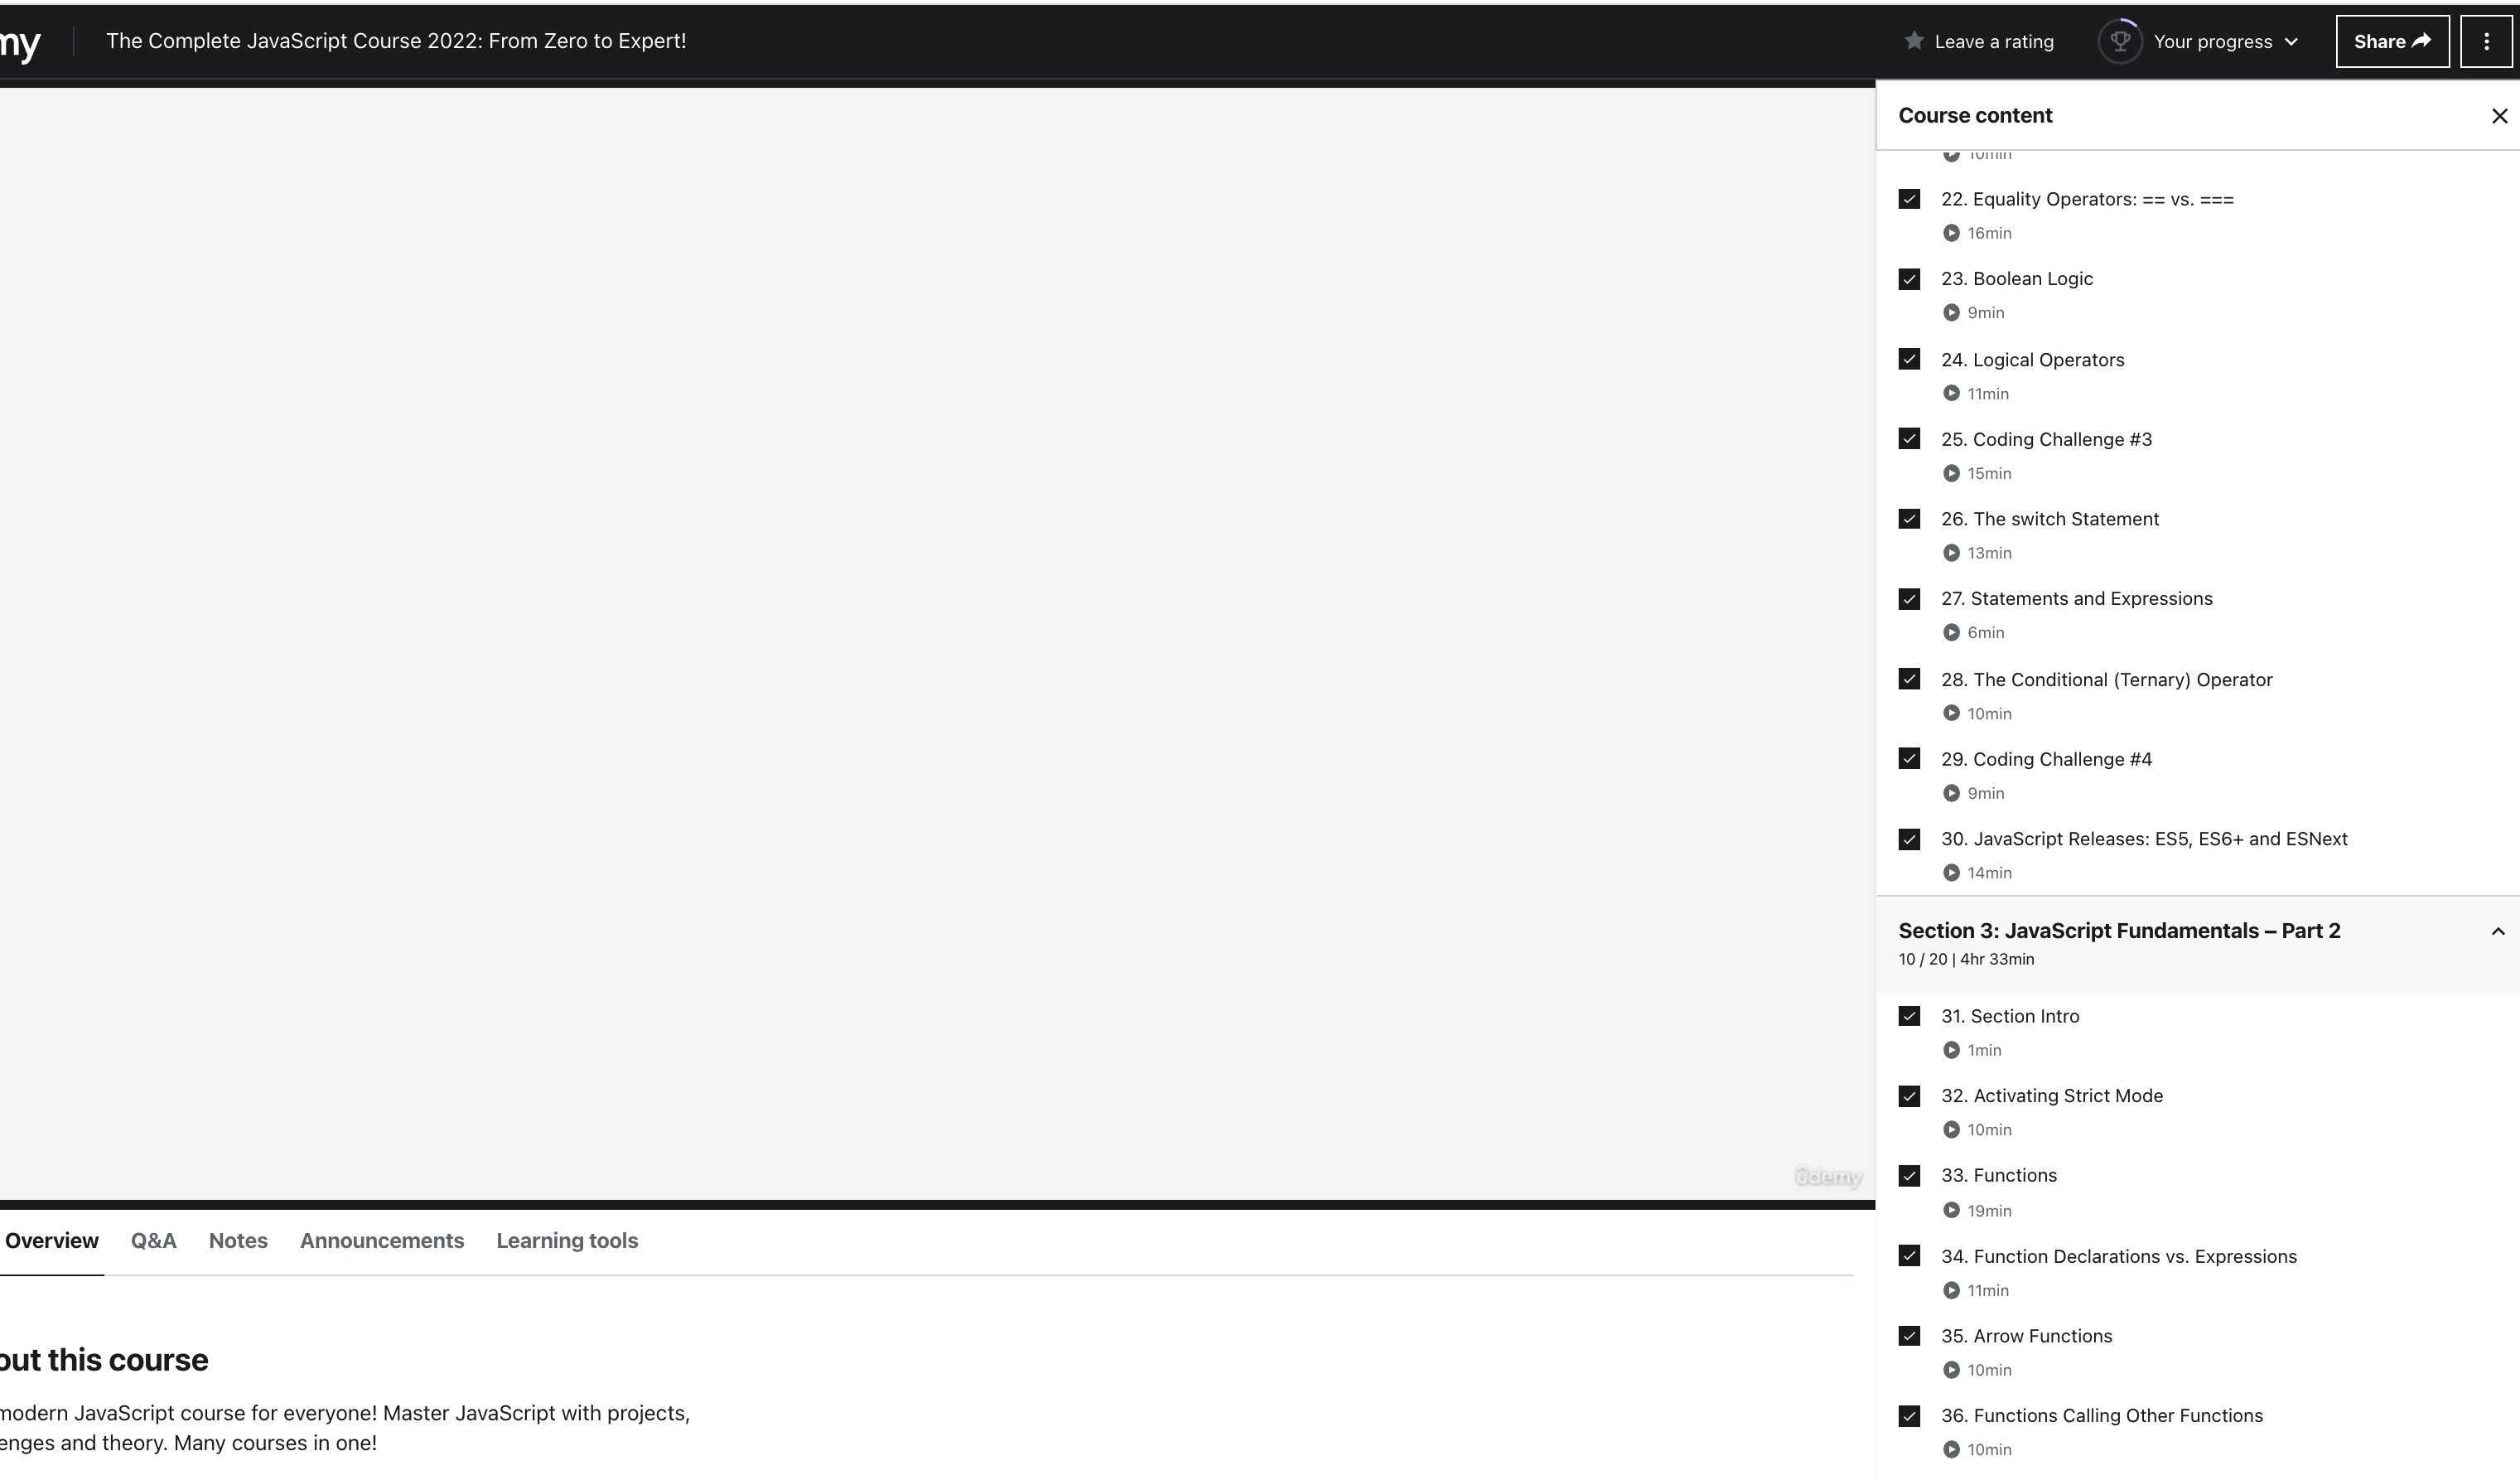 The Complete JavaScript Course 2022: From Zero to Expert!
Leave a rating
Your progress
Share
Course content
10min
22. Equality Operators: == vs. ===
16min
23. Boolean Logic
9min
24. Logical Operators
11min
25. Coding Challenge #3
15min
26. The switch Statement
13min
27. Statements and Expressions
6min
28. The Conditional (Ternary) Operator
10min
29. Coding Challenge #4
9min
30. JavaScript Releases: ES5, ES6+ and ESNext
14min
Section 3: JavaScript Fundamentals – Part 2
10 / 20 | 4hr 33min
31. Section Intro
1min
32. Activating Strict Mode
10min
33. Functions
19min
34. Function Declarations vs. Expressions
11min
35. Arrow Functions
10min
36. Functions Calling Other Functions
10min
ûdemy
Overview
Q&A
Notes
Announcements
Learning tools
out this course
modern JavaScript course for everyone! Master JavaScript with projects,
enges and theory. Many courses in one!